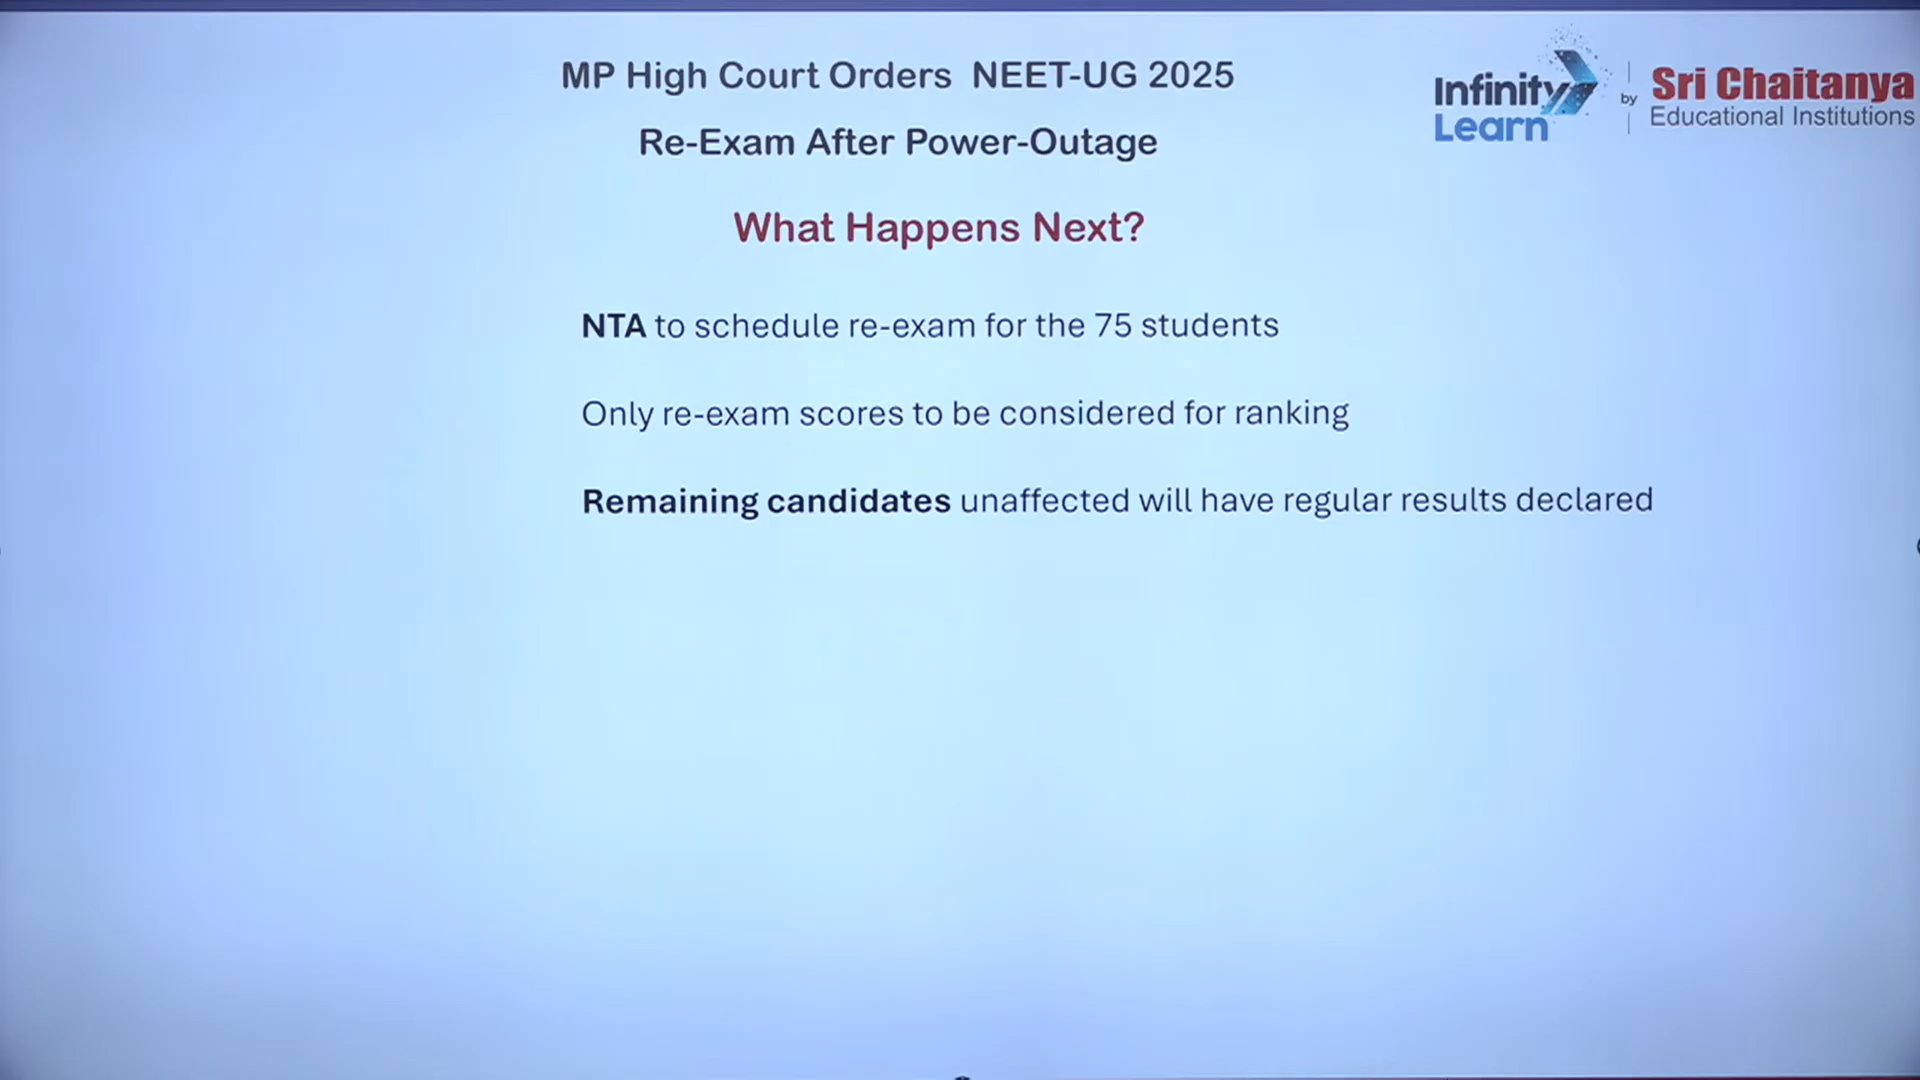 MP High Court Orders NEET-UG 2025
Re-Exam After Power-Outage
Infinity Learn
by
Sri Chaitanya
Educational Institutions
What Happens Next?
NTA to schedule re-exam for the 75 students
Only re-exam scores to be considered for ranking
Remaining candidates unaffected will have regular results declared